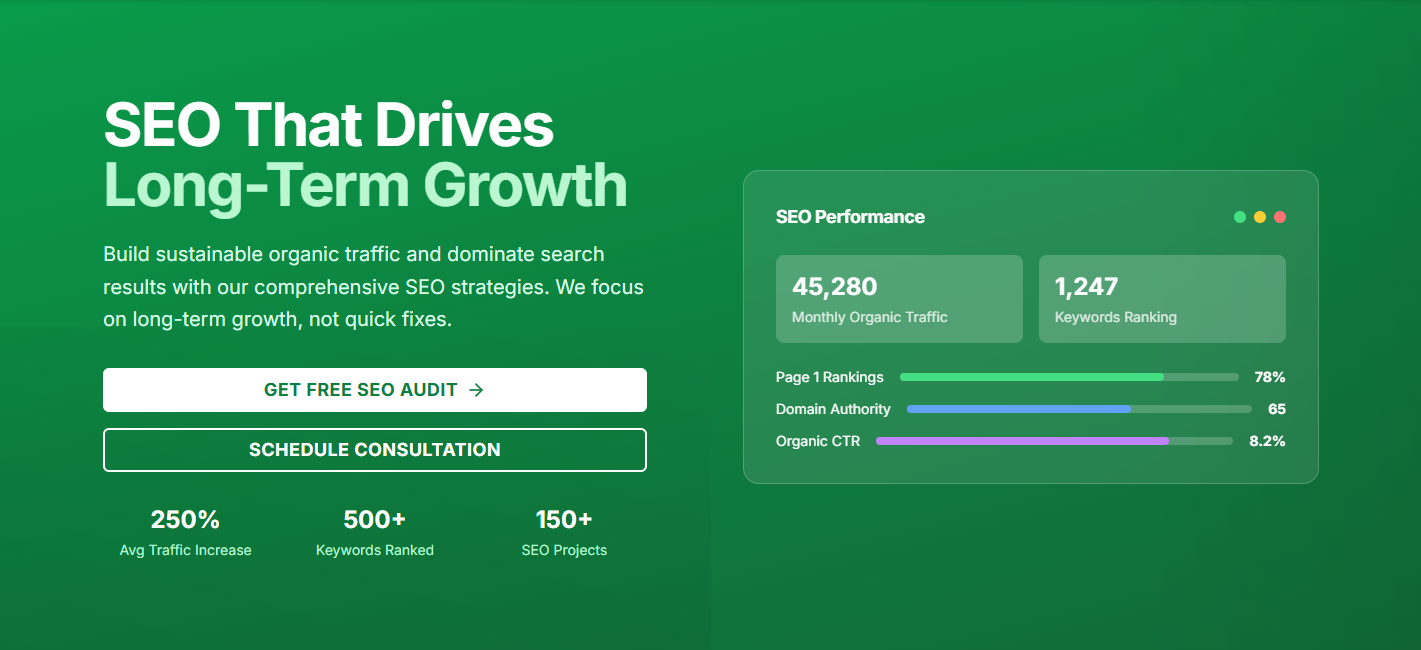 SEO That Drives
Long-Term Growth
Build sustainable organic traffic and dominate search
results with our comprehensive SEO strategies. We focus
on long-term growth, not quick fixes.
GET FREE SEO AUDIT →
SCHEDULE CONSULTATION
250%
Avg Traffic Increase
500+
Keywords Ranked
150+
SEO Projects
SEO Performance
45,280
Monthly Organic Traffic
1,247
Keywords Ranking
Page 1 Rankings 78%
Domain Authority 65
Organic CTR 8.2%